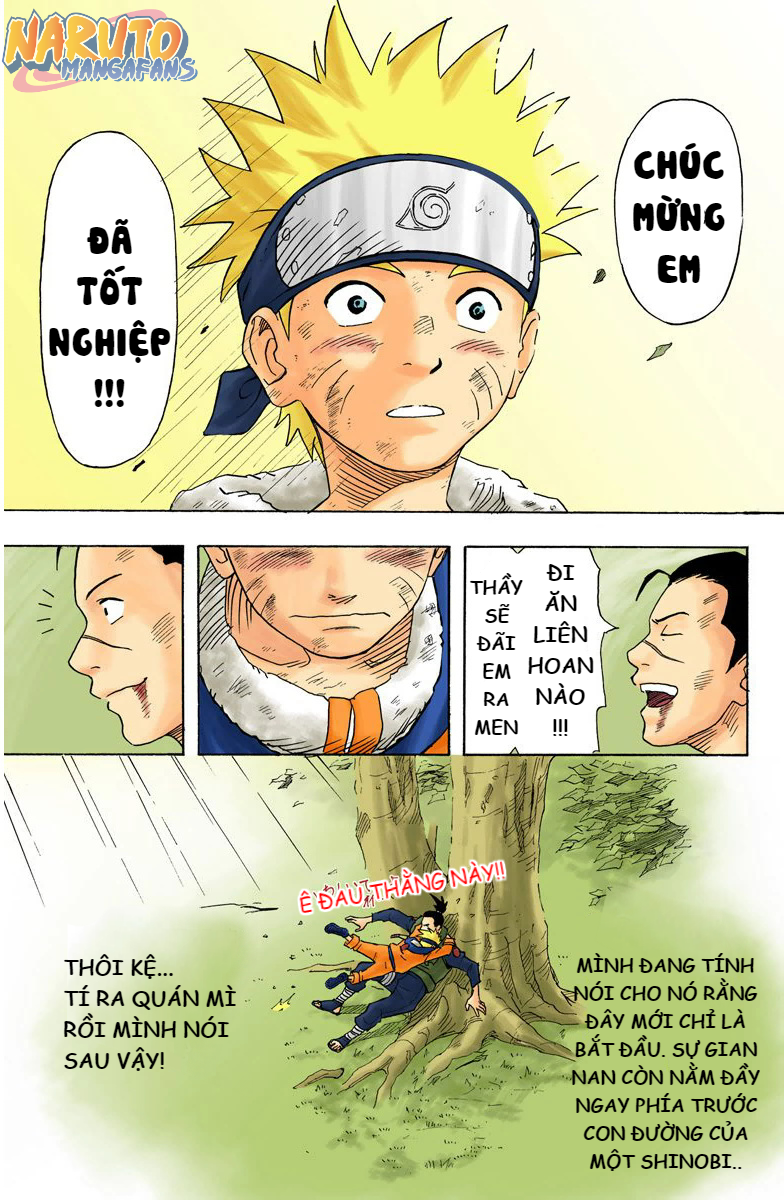 NARUTO
MANGAFANS
CHÚC
MỪNG
EM
ĐÃ
TỐT
NGHIỆP
!!!
ĐI
ĂN
LIÊN
HOAN
NÀO
!!!
THẦY
SẼ
ĐÃI
EM
RA
MEN
Ê ĐAU THẰNG NÀY!!
MÌNH ĐANG TÍNH
NÓI CHO NÓ RẰNG
ĐÂY MỚI CHỈ LÀ
BẮT ĐẦU. SỰ GIAN
NAN CÒN NẰM ĐẦY
NGAY PHÍA TRƯỚC
CON ĐƯỜNG CỦA
MỘT SHINOBI..
THÔI KỆ...
TÍ RA QUÁN MÌ
RỒI MÌNH NÓI
SAU VẬY!